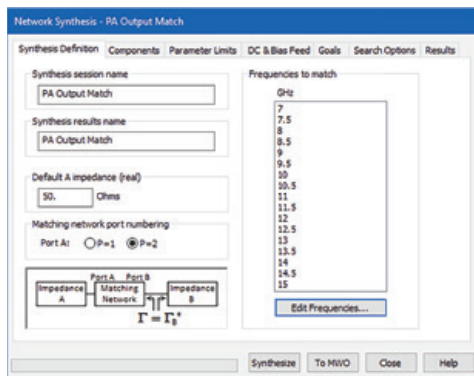 Network Synthesis - PA Output Match
Synthesis Definition Components Parameter Limits DC & Bias Feed Goals Search Options Results
Synthesis session name
PA Output Match
Synthesis results name
PA Output Match
Default A impedance (real)
50. Ohms
Matching network port numbering
Port A: P=1 P=2
Port A Port B
Impedance A
Matching Network
Impedance B
Γ = Γ_B*
Frequencies to match
GHz
7
7.5
8
8.5
9
9.5
10
10.5
11
11.5
12
12.5
13
13.5
14
14.5
15
Edit Frequencies...
Synthesize To MWO Close Help